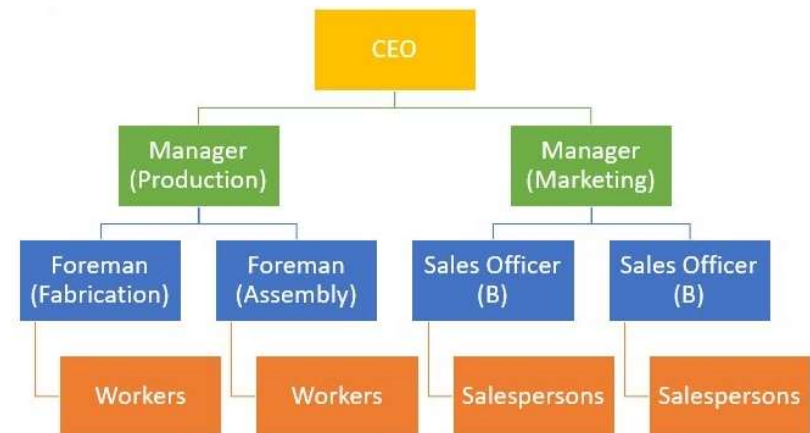 CEO
Manager
(Production)
Manager
(Marketing)
Foreman
(Fabrication)
Foreman
(Assembly)
Sales Officer
(B)
Sales Officer
(B)
Workers
Workers
Salespersons
Salespersons